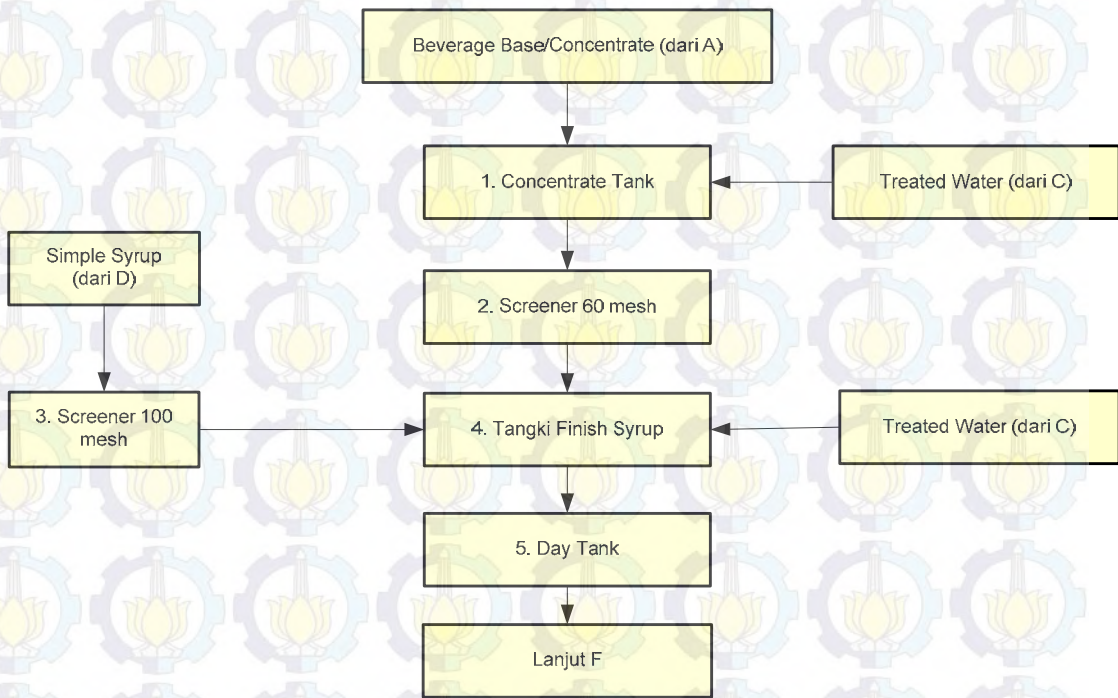 Beverage Base/Concentrate (dari A)
1. Concentrate Tank
Treated Water (dari C)
Simple Syrup
(dari D)
2. Screener 60 mesh
3. Screener 100
mesh
4. Tangki Finish Syrup
Treated Water (dari C)
5. Day Tank
Lanjut F